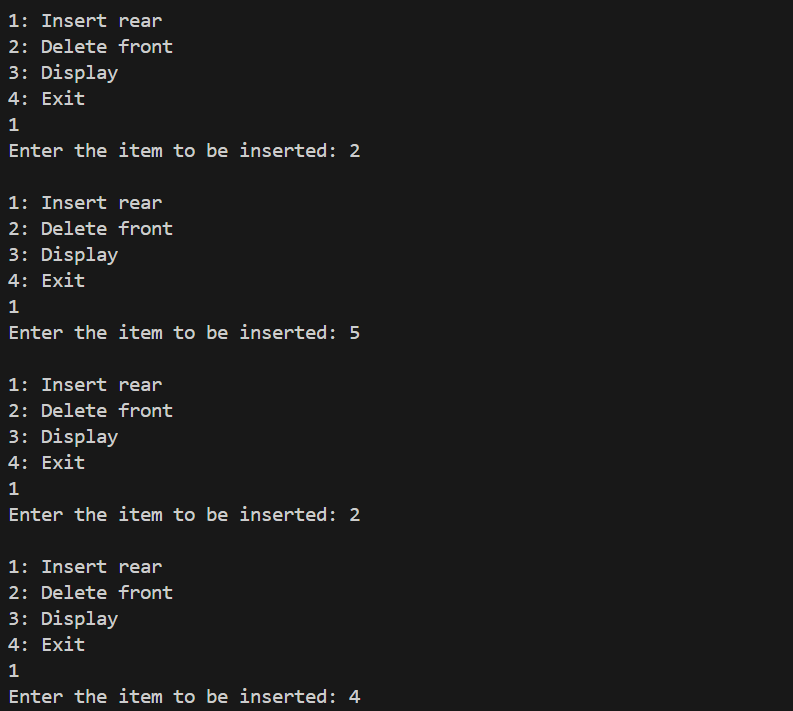 1: Insert rear
2: Delete front
3: Display
4: Exit
1
Enter the item to be inserted: 2
1: Insert rear
2: Delete front
3: Display
4: Exit
1
Enter the item to be inserted: 5
1: Insert rear
2: Delete front
3: Display
4: Exit
1
Enter the item to be inserted: 2
1: Insert rear
2: Delete front
3: Display
4: Exit
1
Enter the item to be inserted: 4